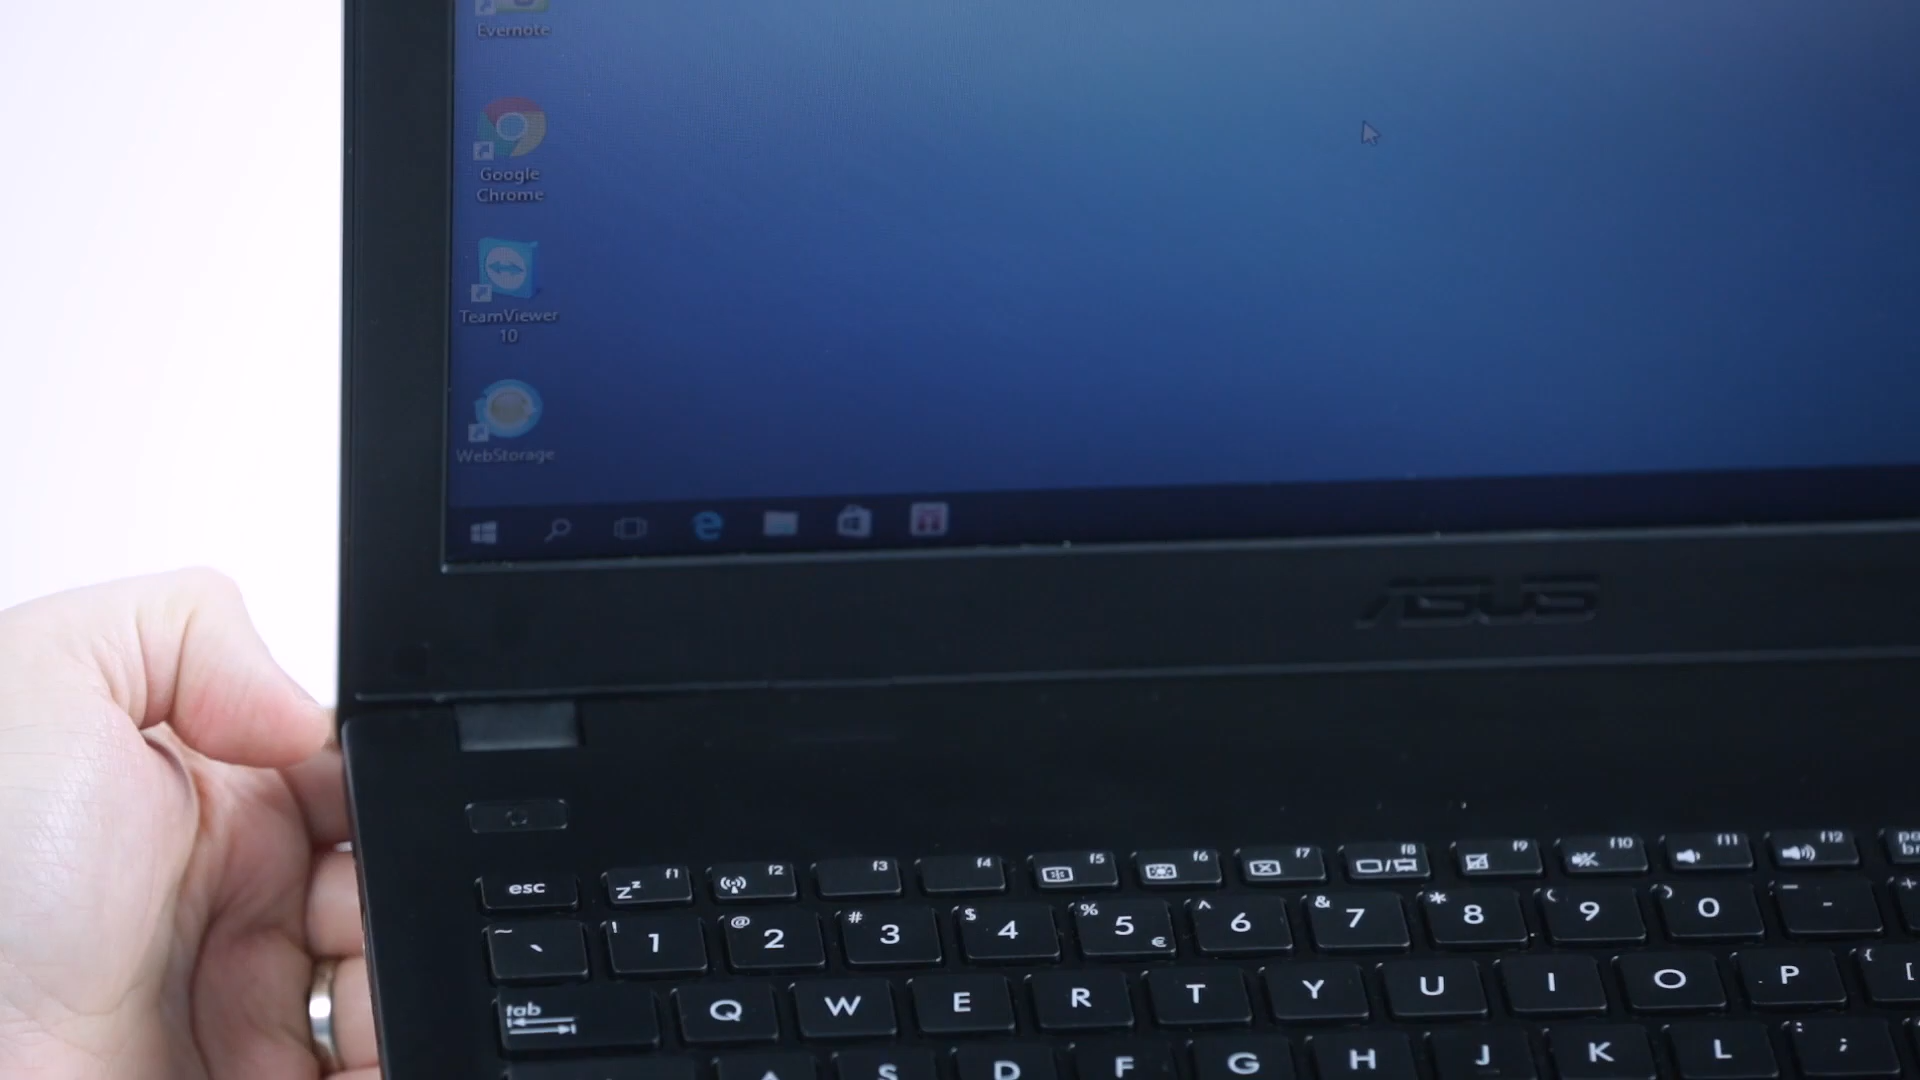 Evernote
Google
Chrome
TeamViewer
10
WebStorage
ASUS
esc
f1 f2 f3 f4 f5 f6 f7 f8 f9 f10 f11 f12
Zz
~ ` ! 1 @ 2 # 3 $ 4 % 5 € ^ 6 & 7 * 8 ( 9 ) 0 _ - +
tab Q W E R T Y U I O P { [
S D F G H J K L : ;